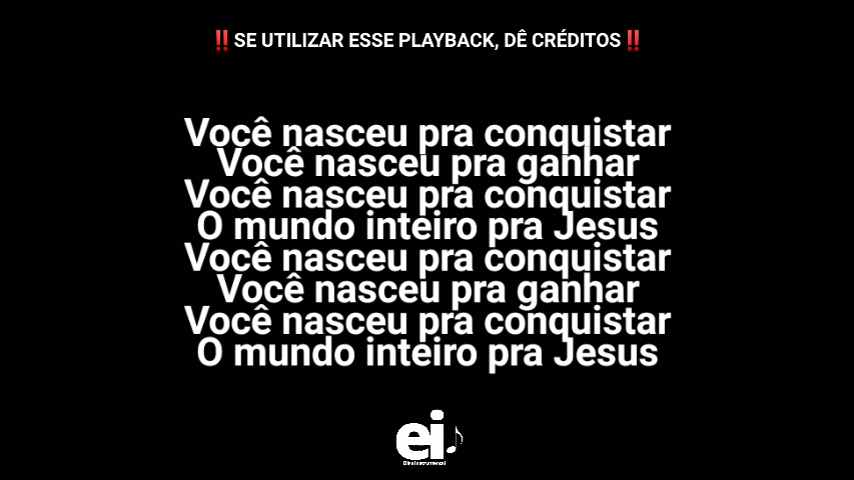 ‼️SE UTILIZAR ESSE PLAYBACK, DÊ CRÉDITOS‼️
Você nasceu pra conquistar
Você nasceu pra ganhar
Você nasceu pra conquistar
O mundo inteiro pra Jesus
Você nasceu pra conquistar
Você nasceu pra ganhar
Você nasceu pra conquistar
O mundo inteiro pra Jesus
ei